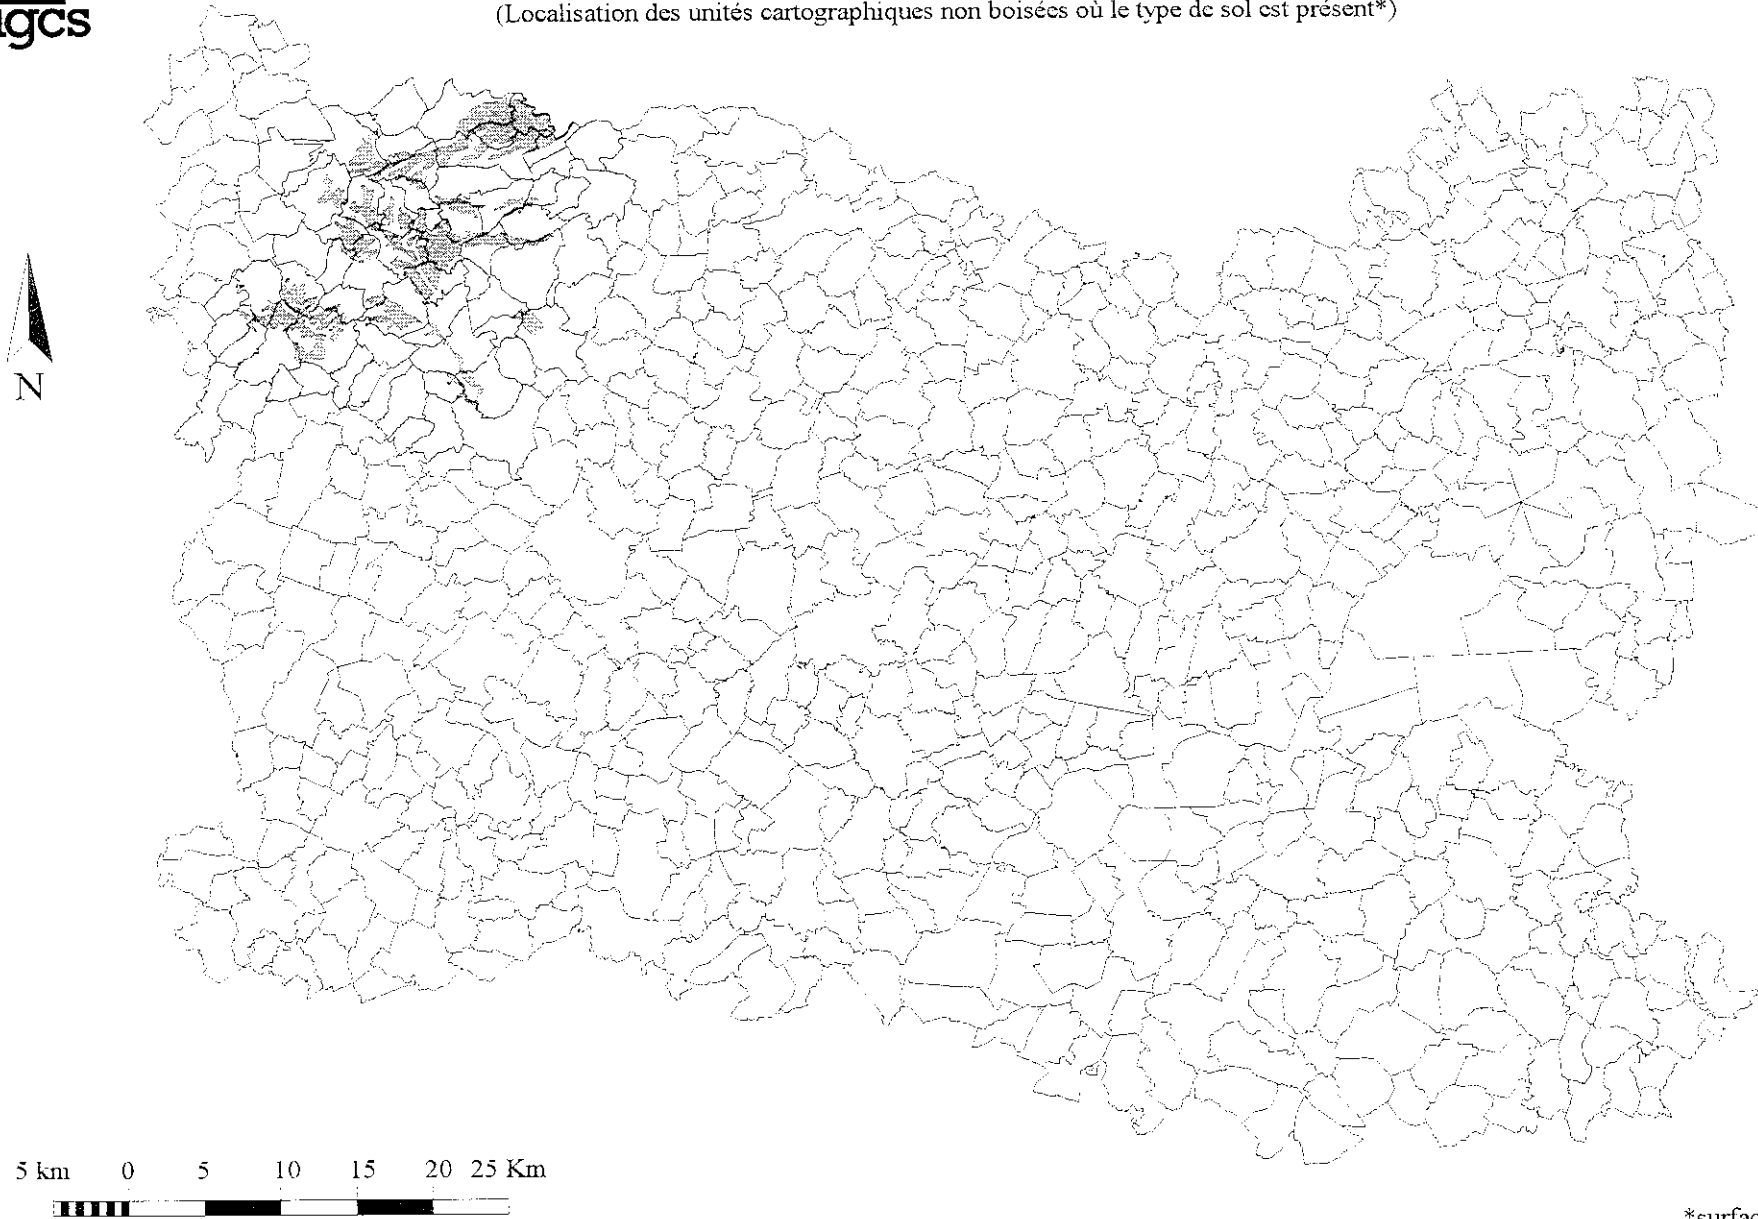 igcs
(Localisation des unités cartographiques non boisées où le type de sol est présent*)
N
5 km 0 5 10 15 20 25 Km